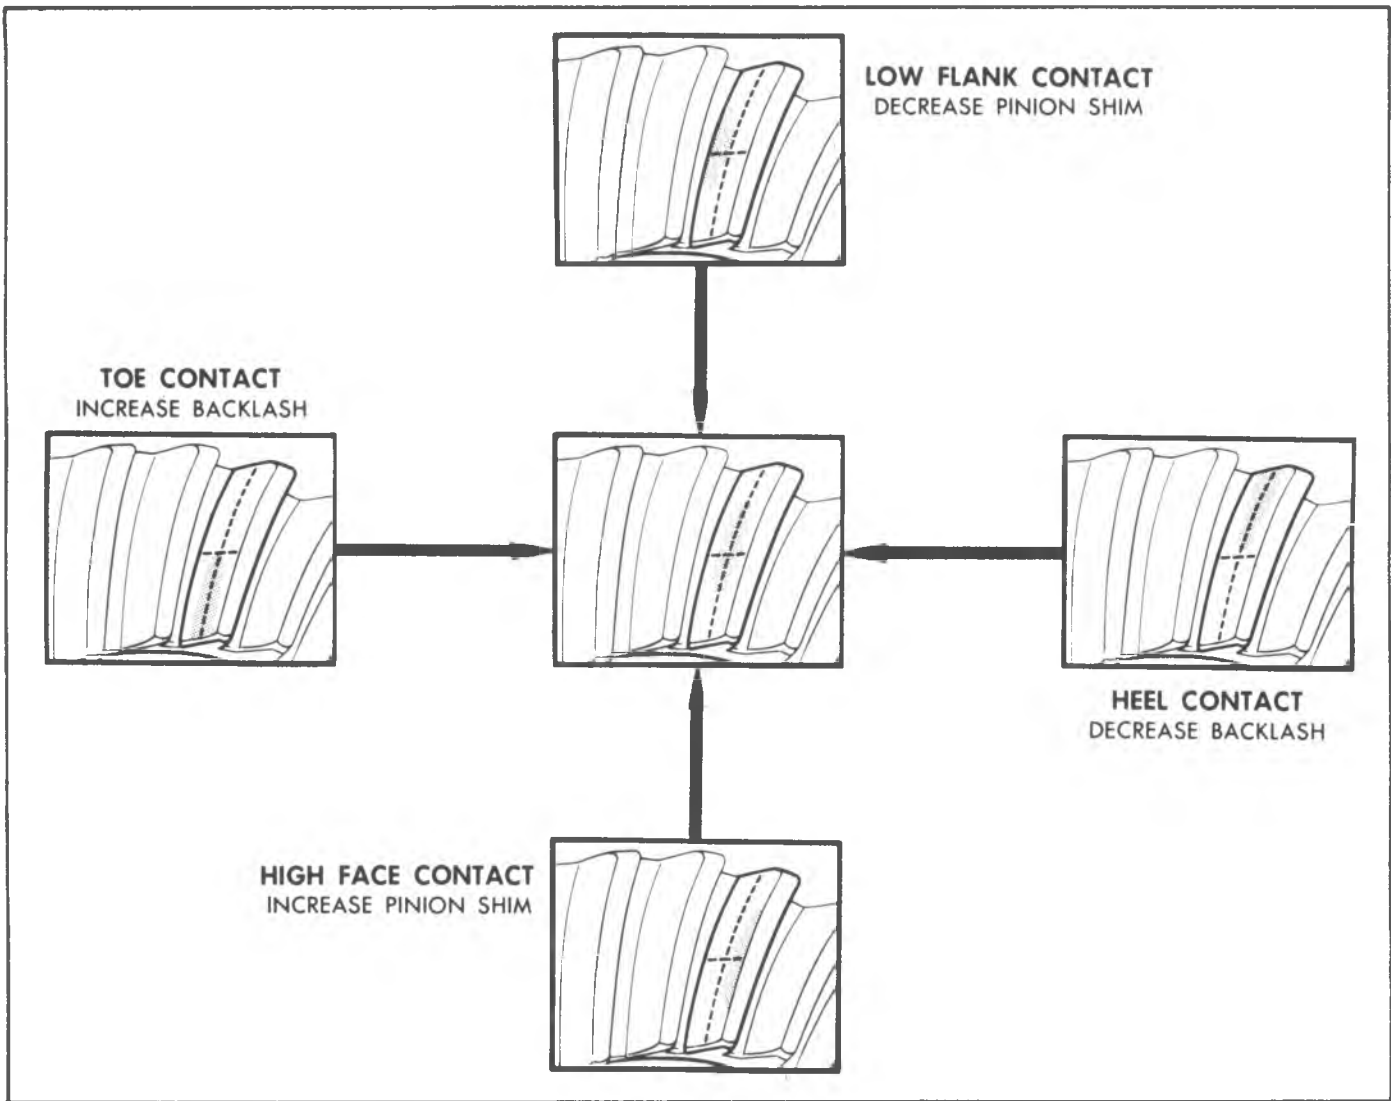 LOW FLANK CONTACT
DECREASE PINION SHIM
TOE CONTACT
INCREASE BACKLASH
HEEL CONTACT
DECREASE BACKLASH
HIGH FACE CONTACT
INCREASE PINION SHIM